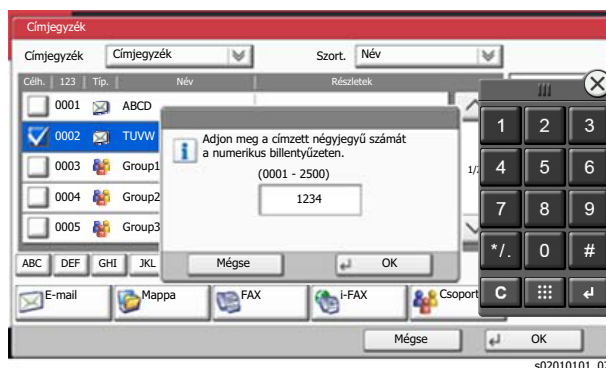 Címjegyzék
Címjegyzék Címjegyzék Szort. Név
Célh. 123 Típ. Név Részletek
0001 ABCD
0002 TUVW
0003 Group1
0004 Group2
0005 Group3
Adjon meg a címzett négyjegyű számát
a numerikus billentyűzeten.
(0001 - 2500)
1234
Mégse OK
1 2 3
4 5 6
7 8 9
*/. 0 #
C
ABC DEF GHI JKL
E-mail Mappa FAX i-FAX Csoport
Mégse OK